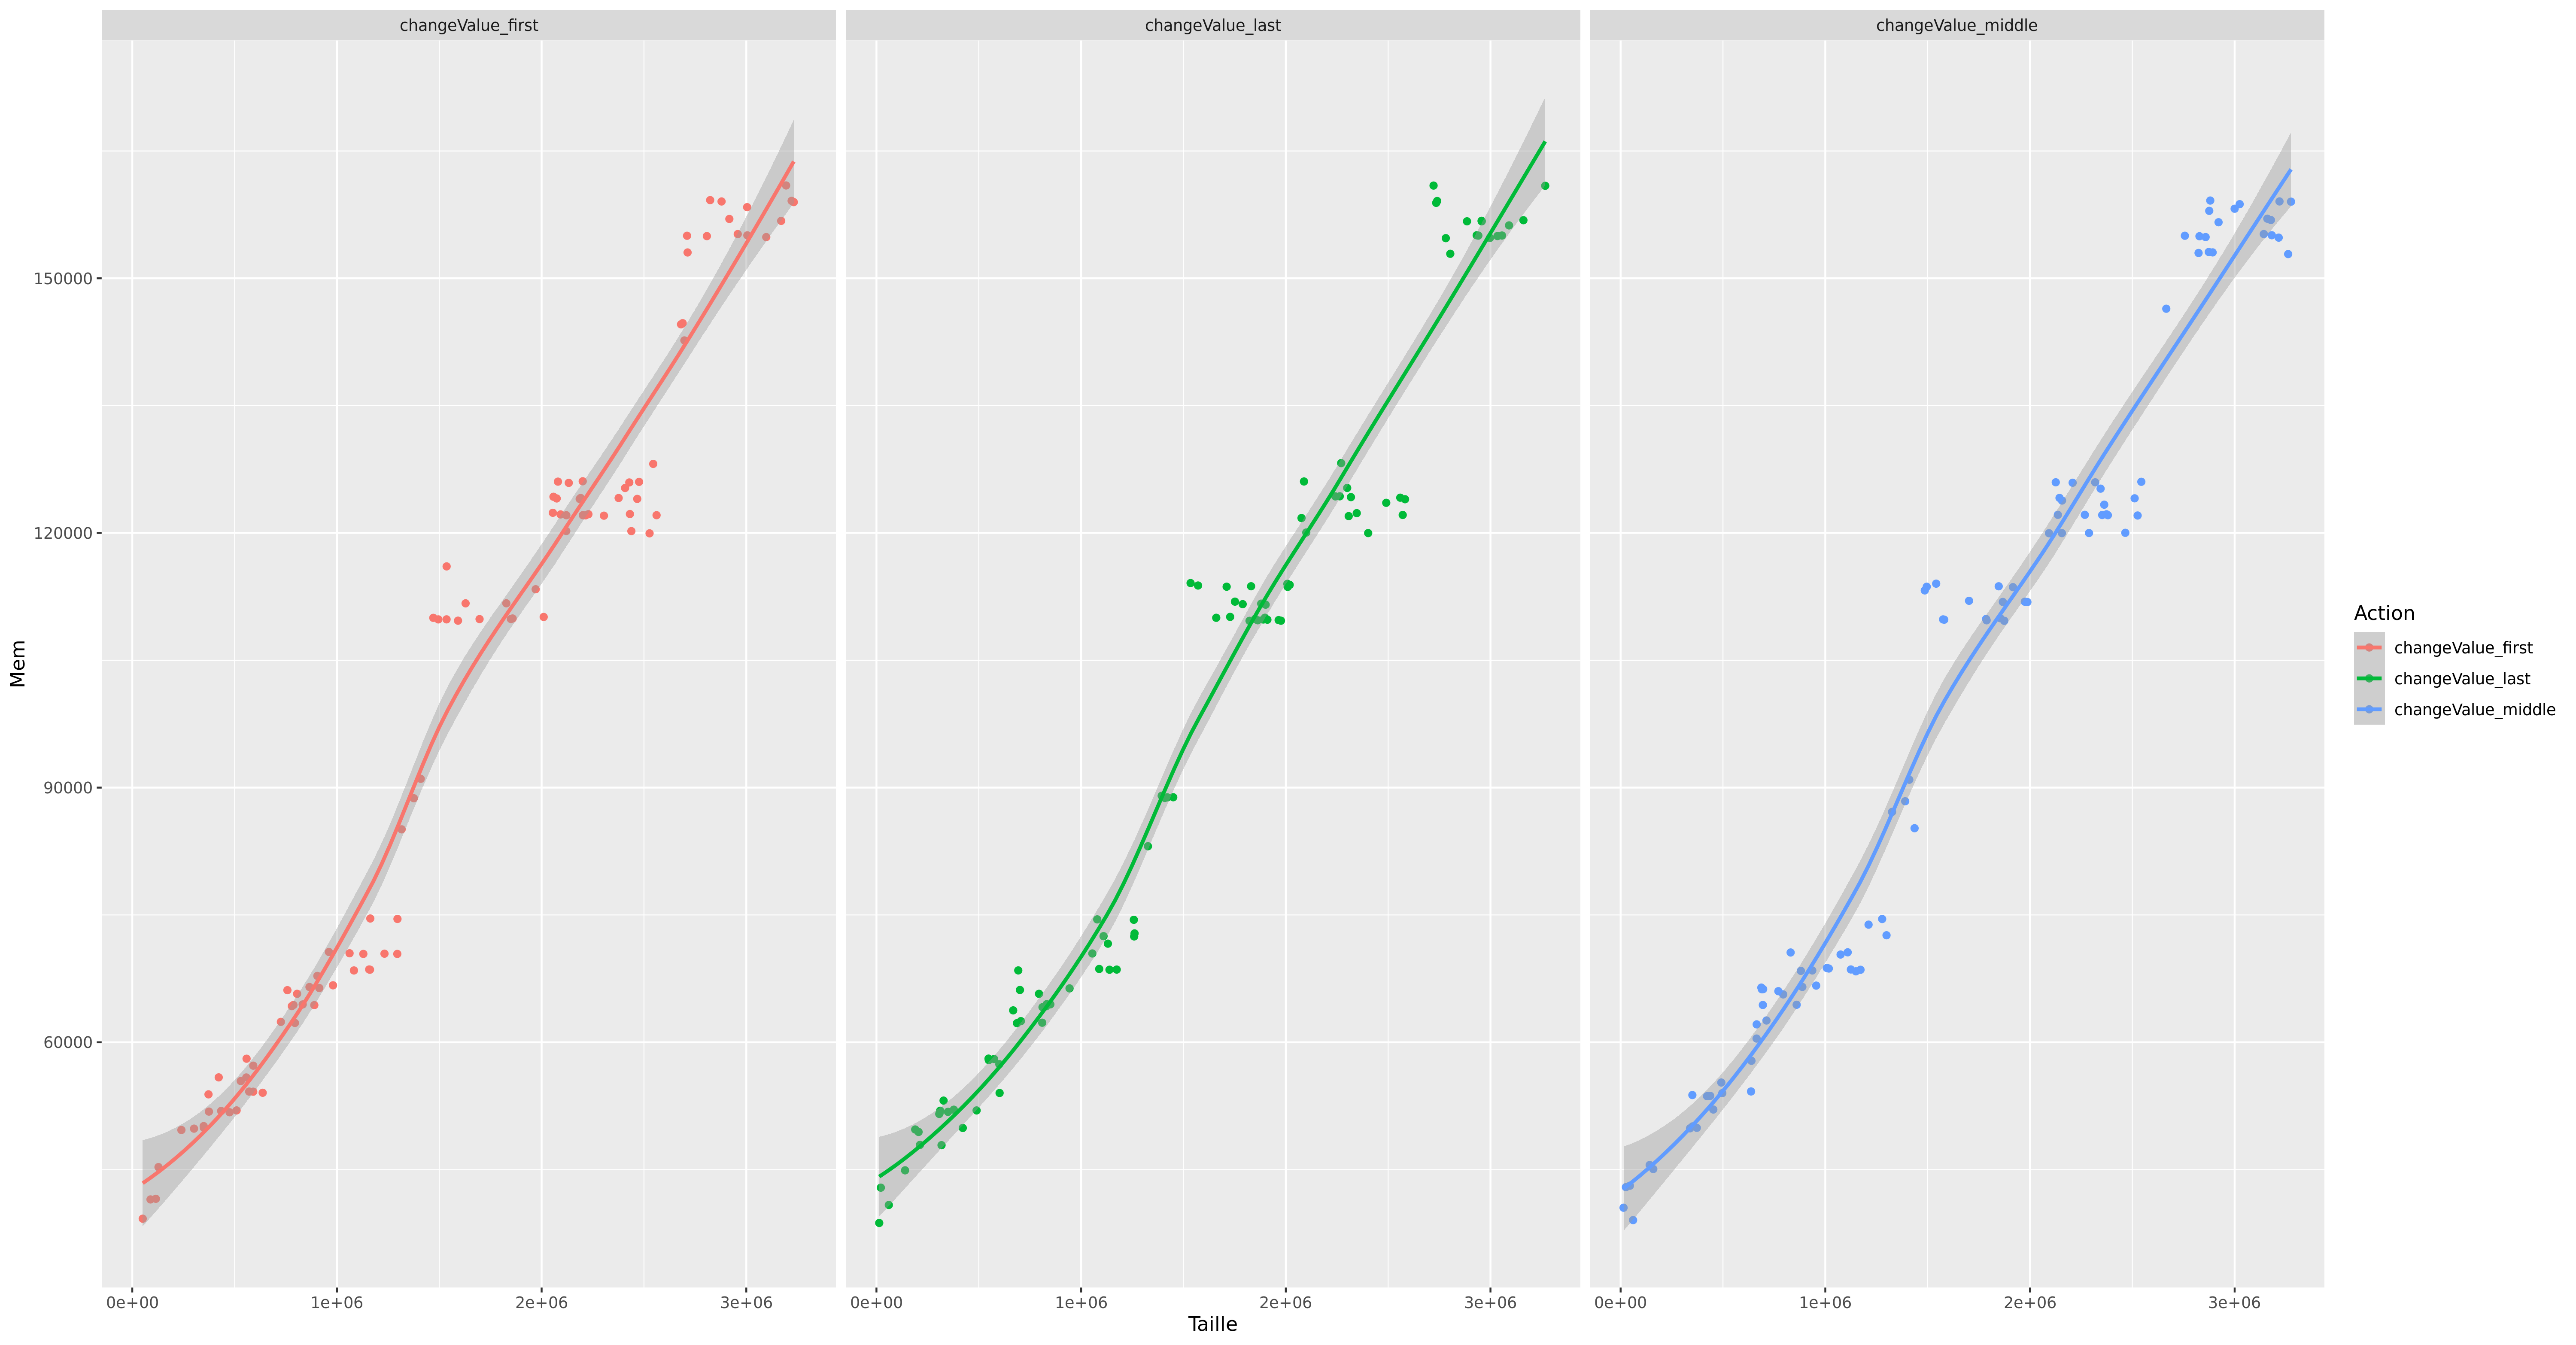 changeValue_first changeValue_last changeValue_middle
Mem
150000
120000
90000
60000
0e+00 1e+06 2e+06 3e+06 0e+00 1e+06 2e+06 3e+06 0e+00 1e+06 2e+06 3e+06
Taille
Action
changeValue_first
changeValue_last
changeValue_middle